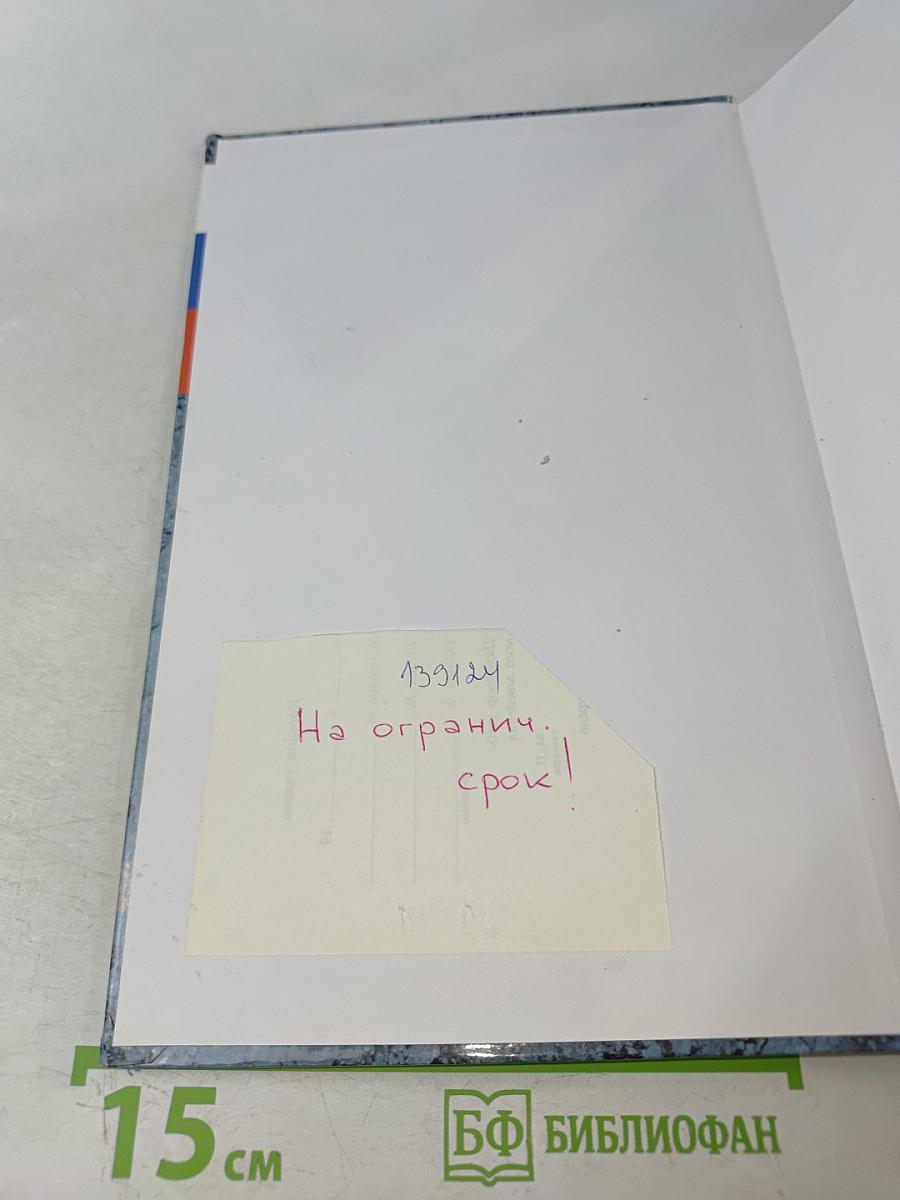 139124
На огранич.
срок!
15 см
БФ БИБЛИОФАН